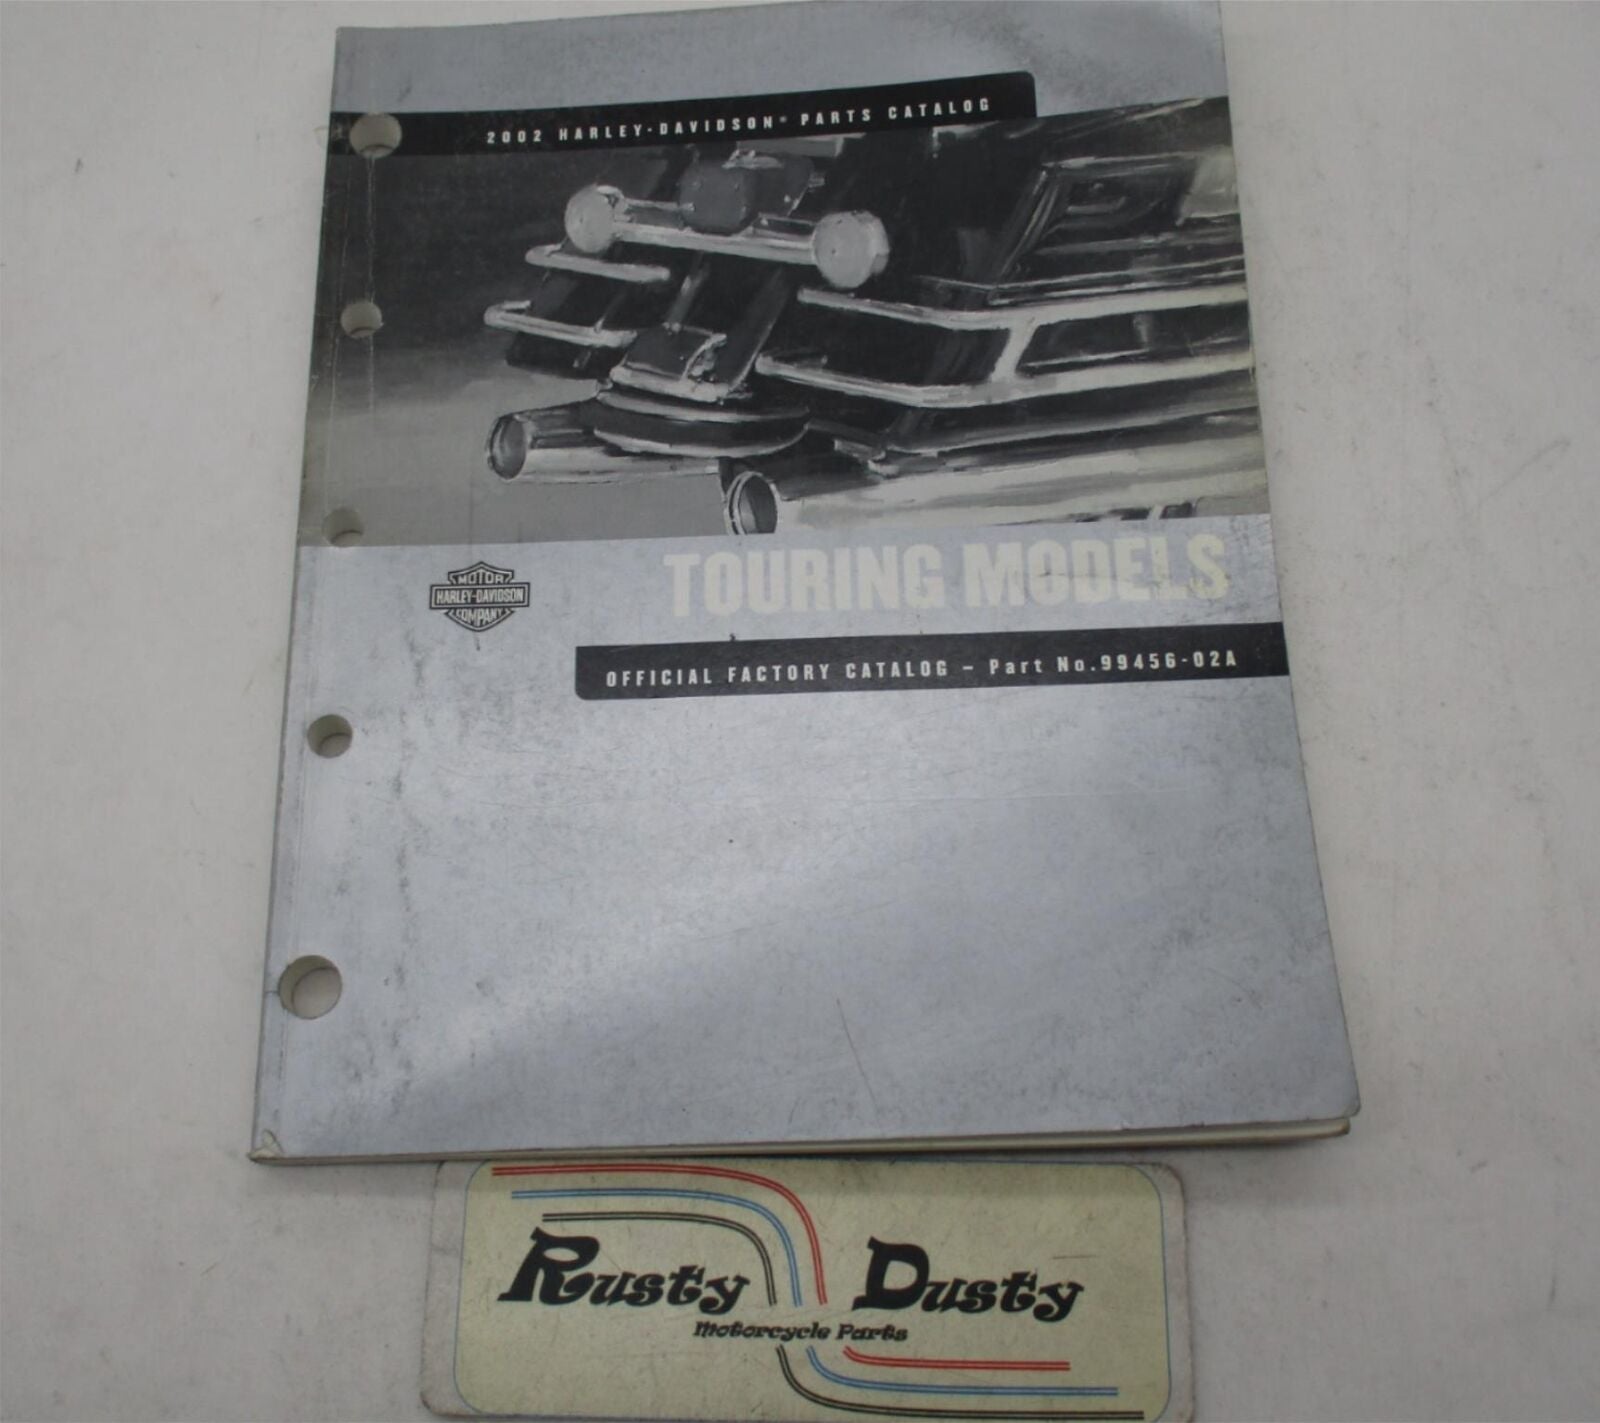 2002 HARLEY-DAVIDSON® PARTS CATALOG
MOTOR
HARLEY-DAVIDSON
COMPANY
TOURING MODELS
OFFICIAL FACTORY CATALOG – Part No.99456-02A
Rusty Dusty
Motorcycle Parts